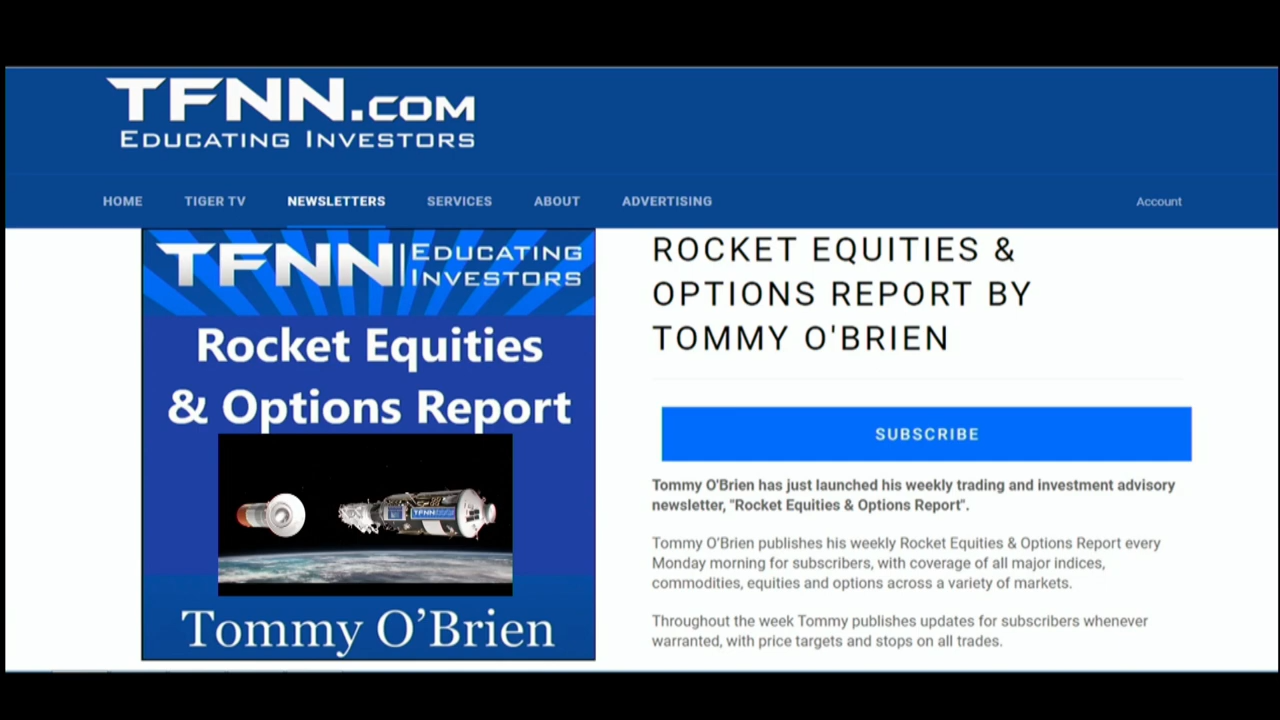 TFNN.COM
EDUCATING INVESTORS
HOME TIGER TV NEWSLETTERS SERVICES ABOUT ADVERTISING Account
TFNN EDUCATING
INVESTORS
Rocket Equities
& Options Report
TFNN
Tommy O’Brien
ROCKET EQUITIES &
OPTIONS REPORT BY
TOMMY O'BRIEN
SUBSCRIBE
Tommy O'Brien has just launched his weekly trading and investment advisory
newsletter, "Rocket Equities & Options Report".
Tommy O’Brien publishes his weekly Rocket Equities & Options Report every
Monday morning for subscribers, with coverage of all major indices,
commodities, equities and options across a variety of markets.
Throughout the week Tommy publishes updates for subscribers whenever
warranted, with price targets and stops on all trades.